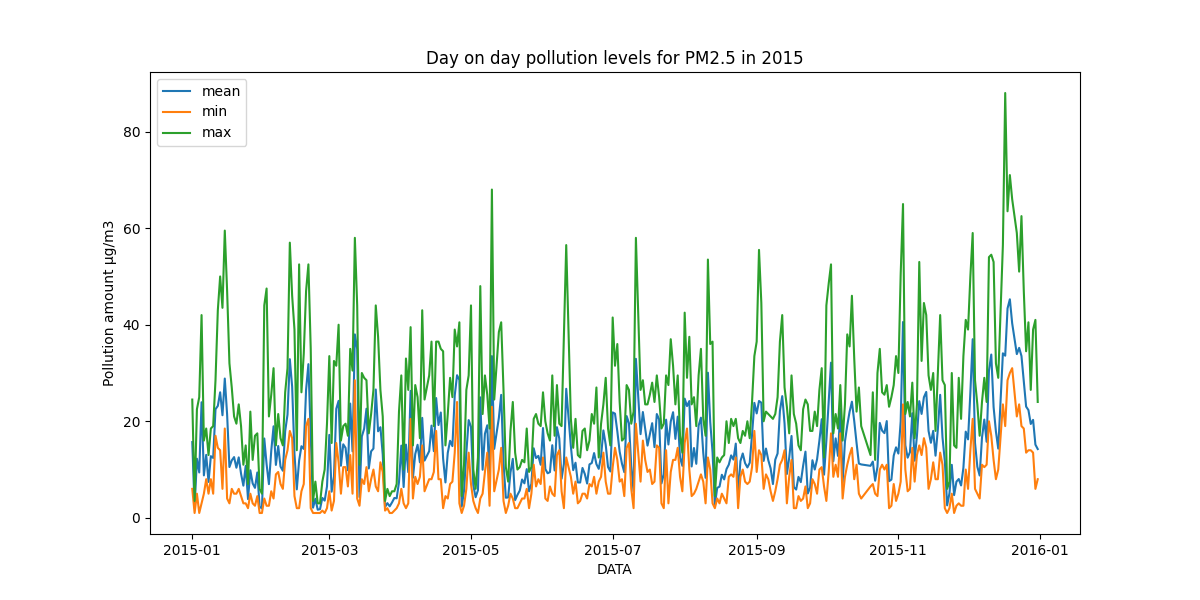 Day on day pollution levels for PM2.5 in 2015
mean
min
max
80
60
40
20
0
Pollution amount µg/m3
2015-01
2015-03
2015-05
2015-07
2015-09
2015-11
2016-01
DATA